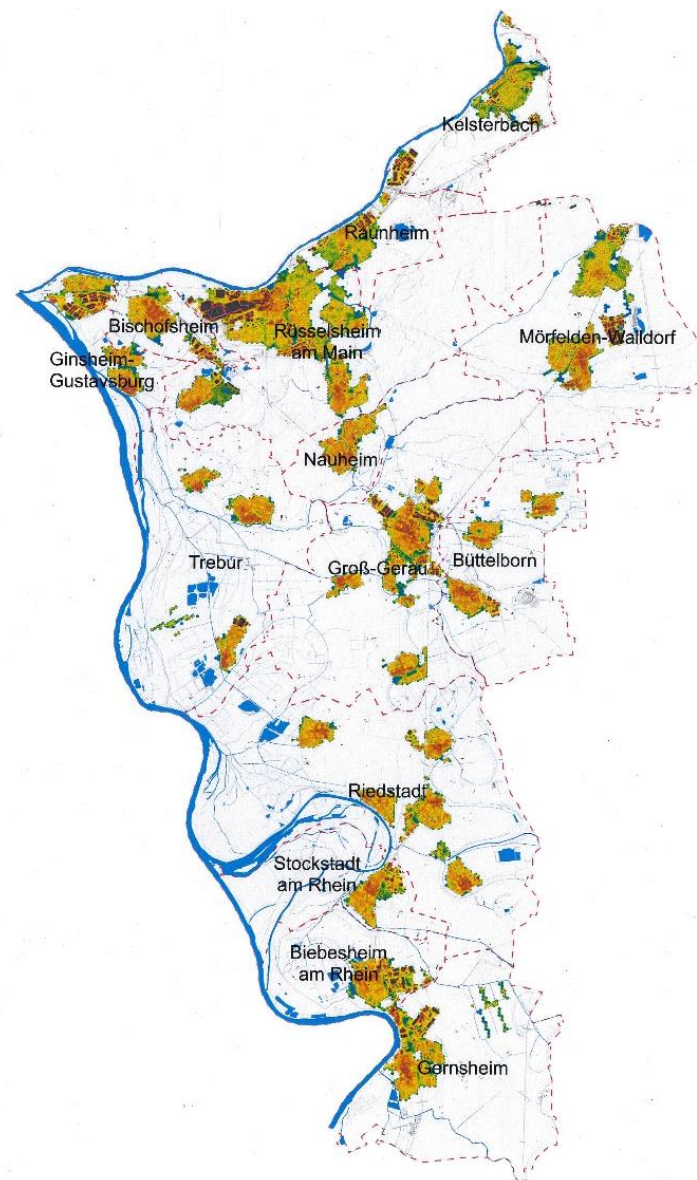 Kelsterbach
Raunheim
Bischofsheim
Rüsselsheim
am Main
Mörfelden-Walldorf
Ginsheim-
Gustavsburg
Nauheim
Trebur
Groß-Gerau
Büttelborn
Riedstadt
Stockstadt
am Rhein
Biebesheim
am Rhein
Gernsheim